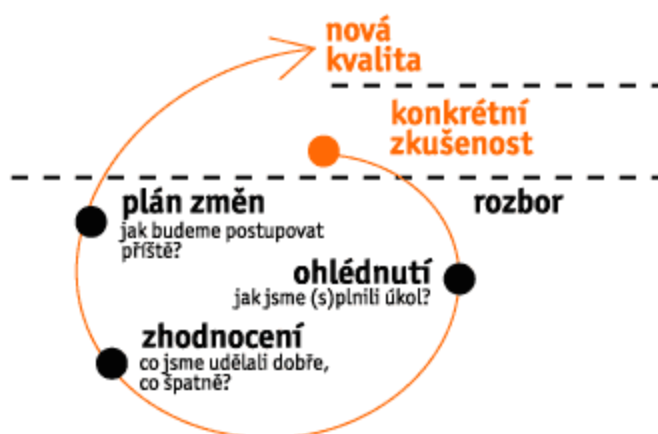 nová
kvalita
konkrétní
zkušenost
plán změn
jak budeme postupovat
příště?
rozbor
ohlédnutí
jak jsme (s)plnili úkol?
zhodnocení
co jsme udělali dobře,
co špatně?